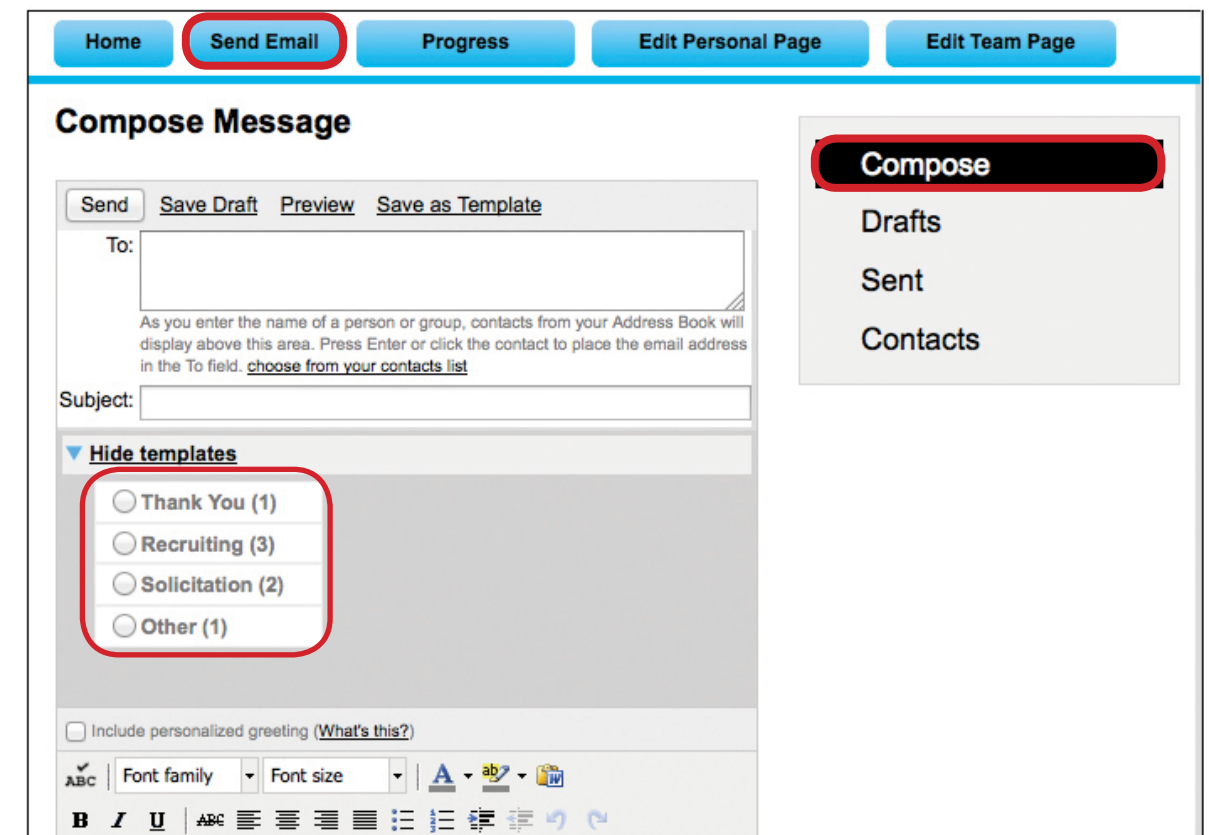 Home Send Email Progress Edit Personal Page Edit Team Page
Compose Message
Send Save Draft Preview Save as Template
To:
As you enter the name of a person or group, contacts from your Address Book will
display above this area. Press Enter or click the contact to place the email address
in the To field. choose from your contacts list
Subject:
Hide templates
Thank You (1)
Recruiting (3)
Solicitation (2)
Other (1)
Include personalized greeting (What's this?)
ABC Font family Font size A ab W
B I U ABC
Compose
Drafts
Sent
Contacts